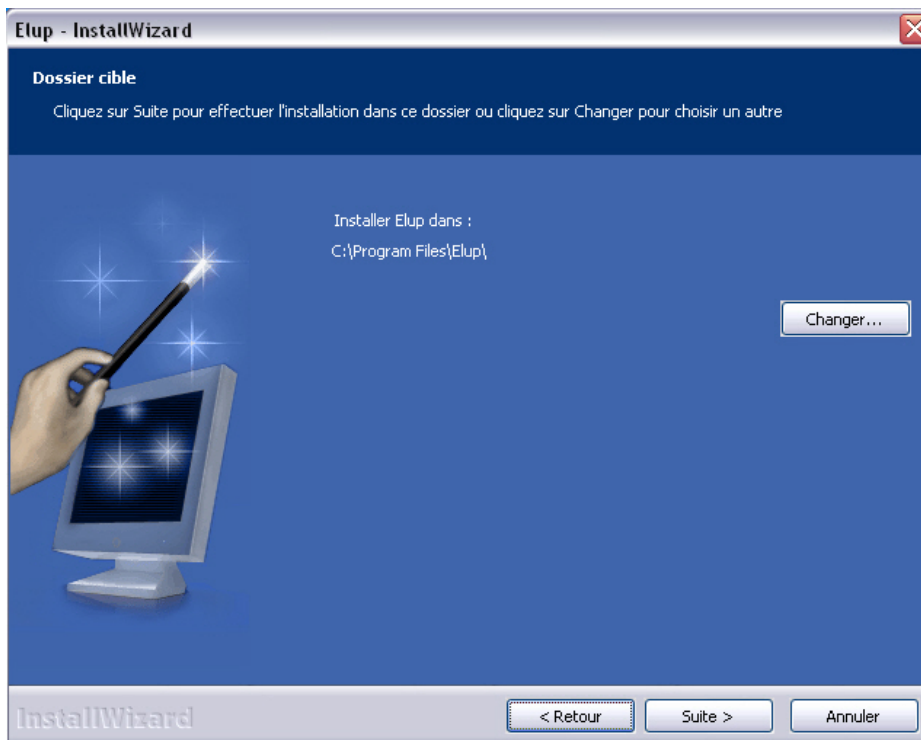 Elup - InstallWizard
Dossier cible
Cliquez sur Suite pour effectuer l'installation dans ce dossier ou cliquez sur Changer pour choisir un autre
Installer Elup dans :
C:\Program Files\Elup\
Changer...
InstallWizard
< Retour
Suite >
Annuler